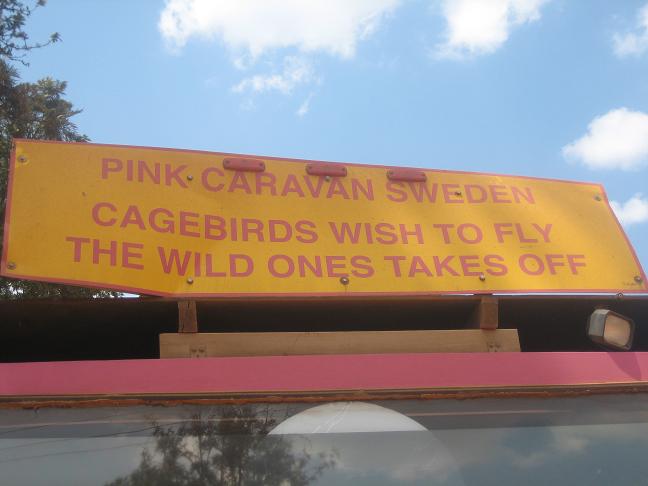 PINK CARAVAN SWEDEN
CAGEBIRDS WISH TO FLY
THE WILD ONES TAKES OFF